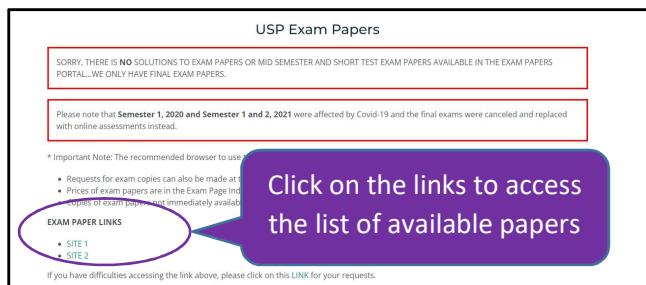 USP Exam Papers
SORRY, THERE IS NO SOLUTIONS TO EXAM PAPERS OR MID SEMESTER AND SHORT TEST EXAM PAPERS AVAILABLE IN THE EXAM PAPERS
PORTAL...WE ONLY HAVE FINAL EXAM PAPERS.
Please note that Semester 1, 2020 and Semester 1 and 2, 2021 were affected by Covid-19 and the final exams were canceled and replaced
with online assessments instead.
* Important Note: The recommended browser to use
• Requests for exam copies can also be made at
• Prices of exam papers are in the Exam Page
• Copies of exam papers not immediately
Click on the links to access
the list of available papers
EXAM PAPER LINKS
• SITE 1
• SITE 2
If you have difficulties accessing the link above, please click on this LINK for your requests.